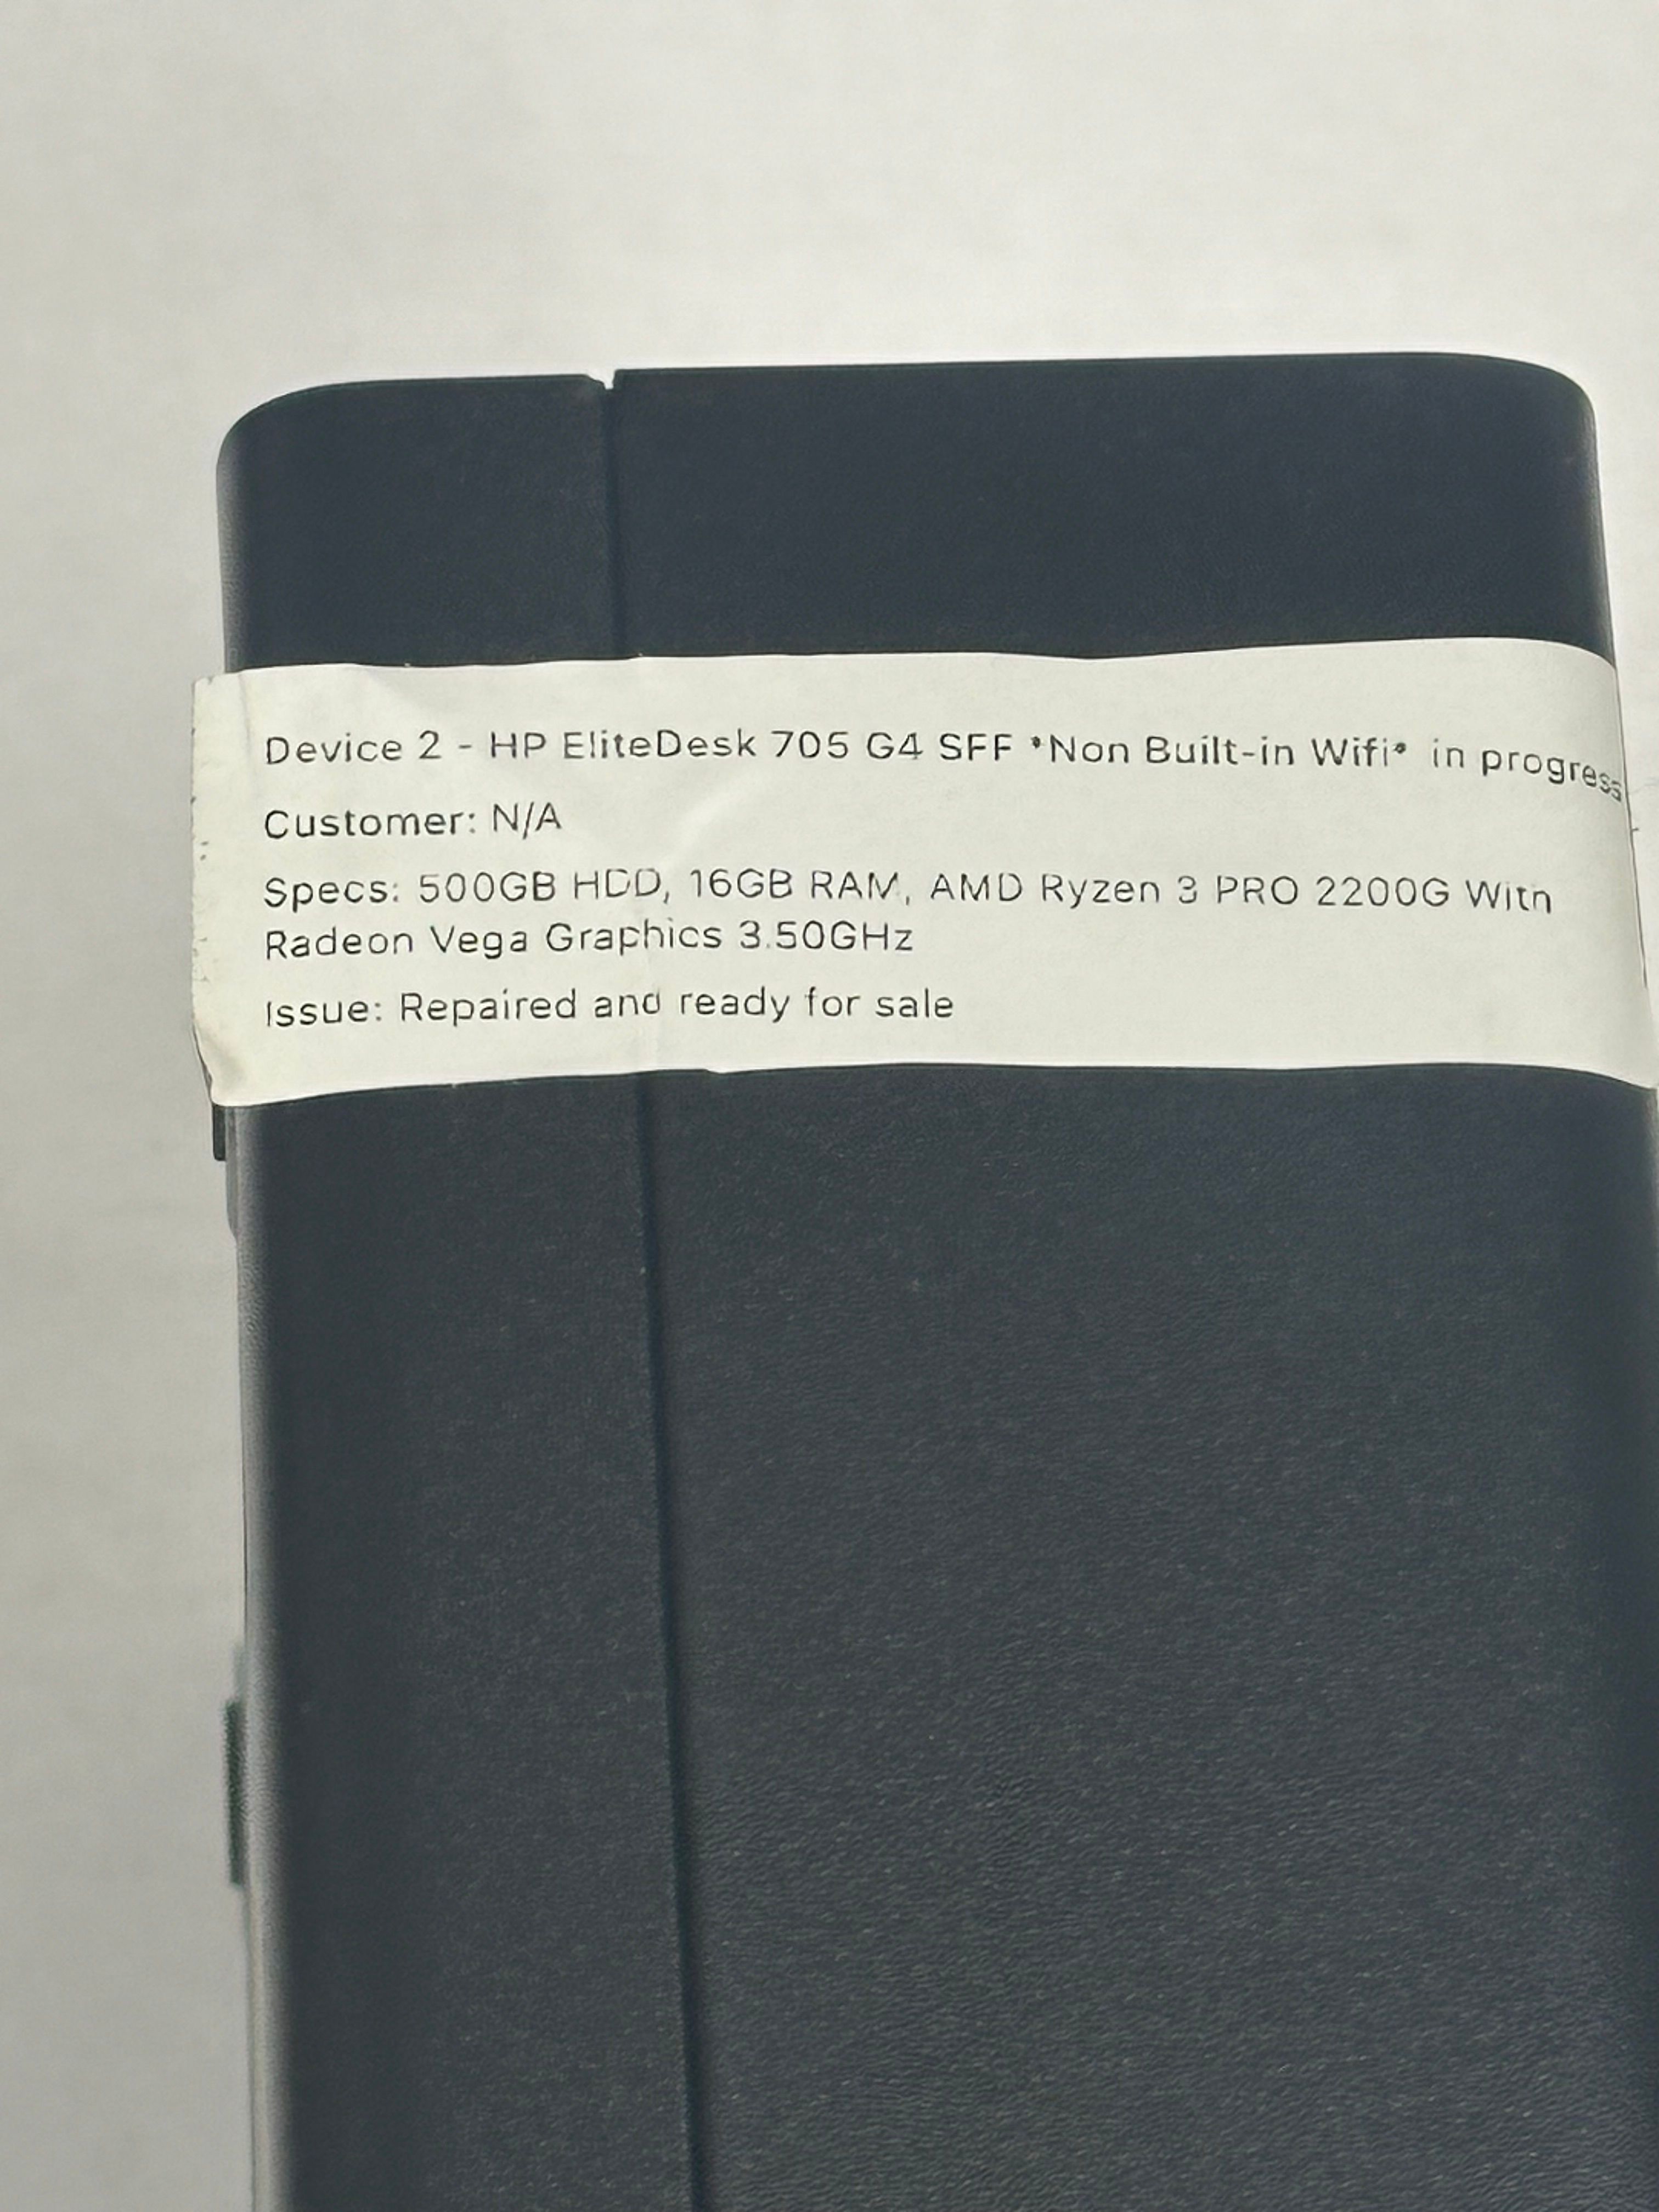 Device 2 - HP EliteDesk 705 G4 SFF *Non Built-in Wifi* in progress
Customer: N/A
Specs: 500GB HDD, 16GB RAM, AMD Ryzen 3 PRO 2200G With
Radeon Vega Graphics 3.50GHz
Issue: Repaired and ready for sale